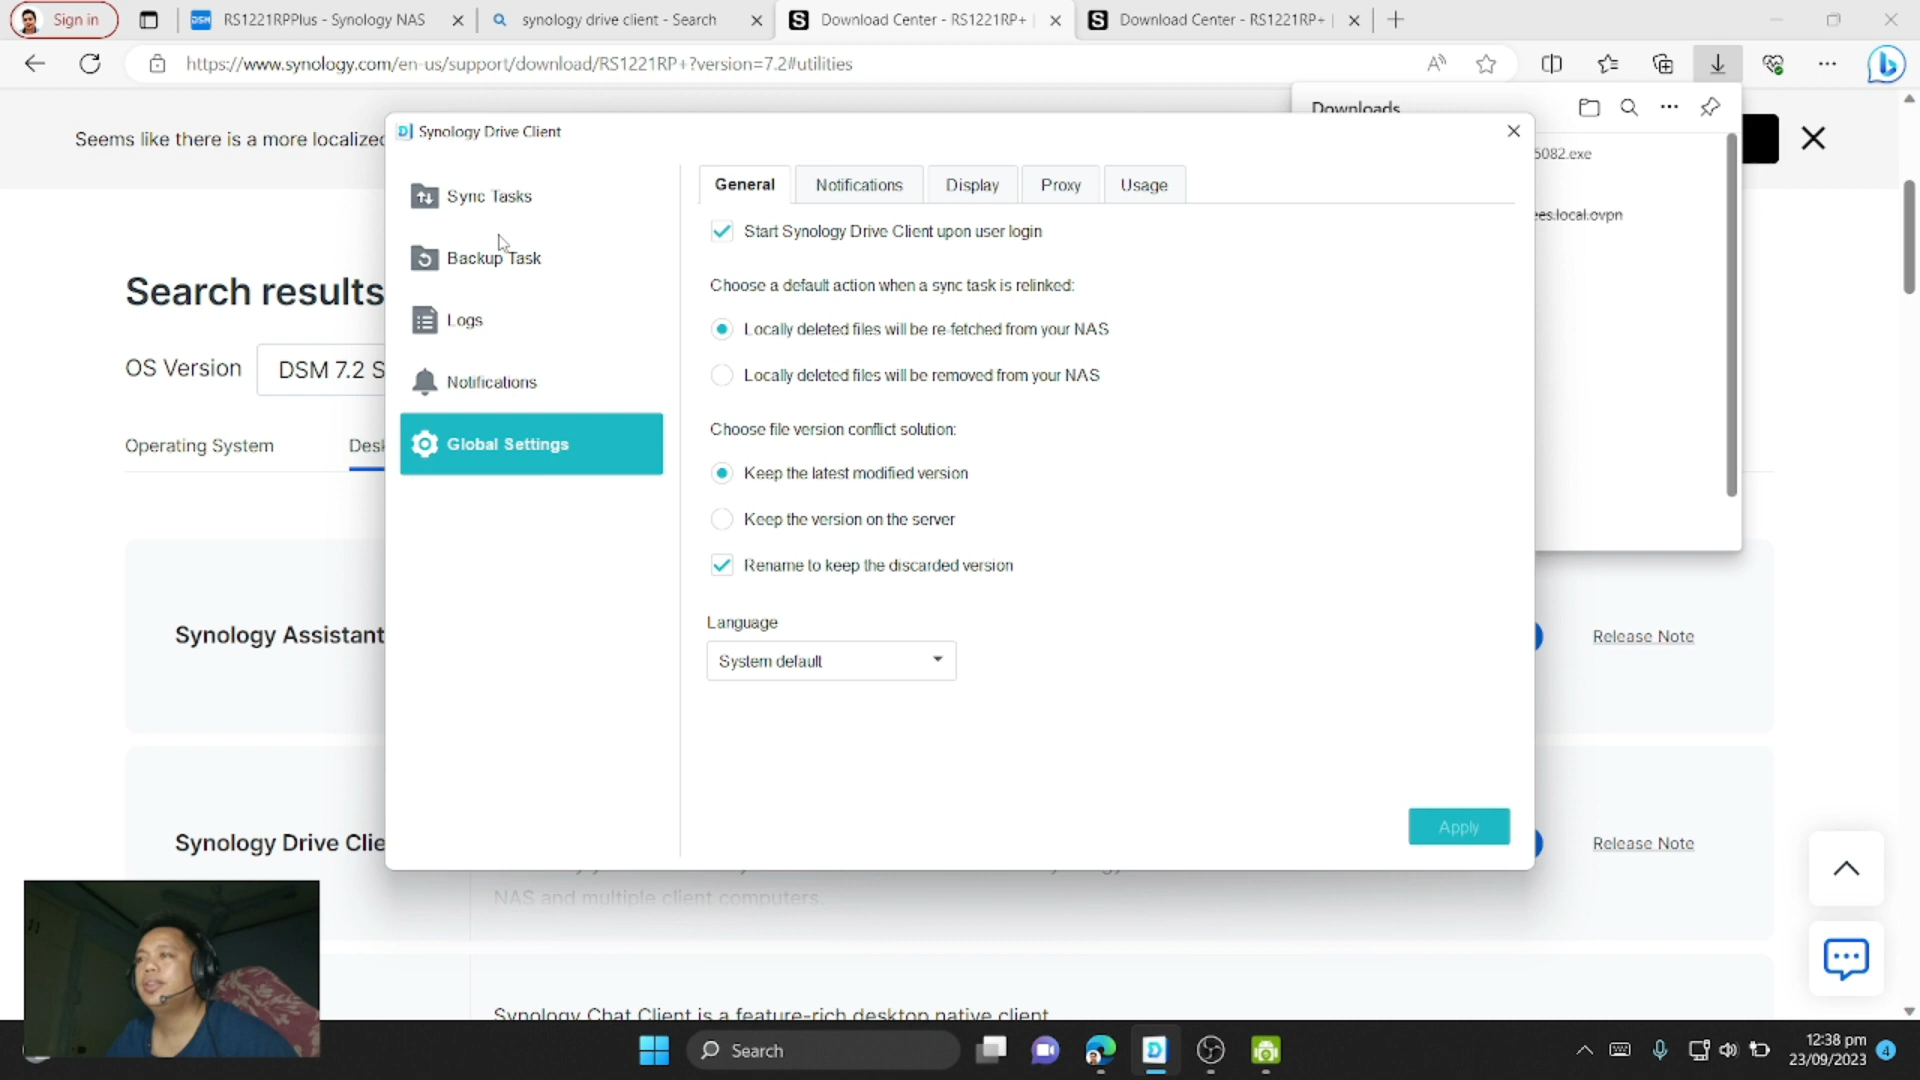 Sign in
RS1221RPPlus - Synology NAS
synology drive client - Search
Download Center - RS1221RP+ |
Download Center - RS1221RP+ |
https://www.synology.com/en-us/support/download/RS1221RP+?version=7.2#utilities
Downloads
Seems like there is a more localized
5082.exe
es.local.ovpn
Search results
OS Version
DSM 7.2 S
Operating System
Desk
Synology Drive Client
Sync Tasks
Backup Task
Logs
Notifications
Global Settings
General
Notifications
Display
Proxy
Usage
Start Synology Drive Client upon user login
Choose a default action when a sync task is relinked:
Locally deleted files will be re-fetched from your NAS
Locally deleted files will be removed from your NAS
Choose file version conflict solution:
Keep the latest modified version
Keep the version on the server
Rename to keep the discarded version
Language
System default
Apply
Synology Assistant
Release Note
Synology Drive Clie
Release Note
NAS and multiple client computers.
Synology Chat Client is a feature-rich desktop native client
Search
12:38 pm
23/09/2023
4